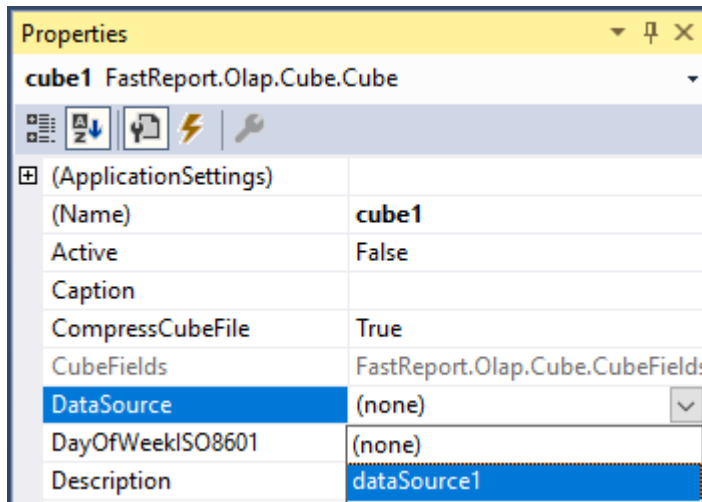 Properties
cube1 FastReport.Olap.Cube.Cube
(ApplicationSettings)
(Name) cube1
Active False
Caption
CompressCubeFile True
CubeFields FastReport.Olap.Cube.CubeFields
DataSource (none)
DayOfWeekISO8601 (none)
Description dataSource1